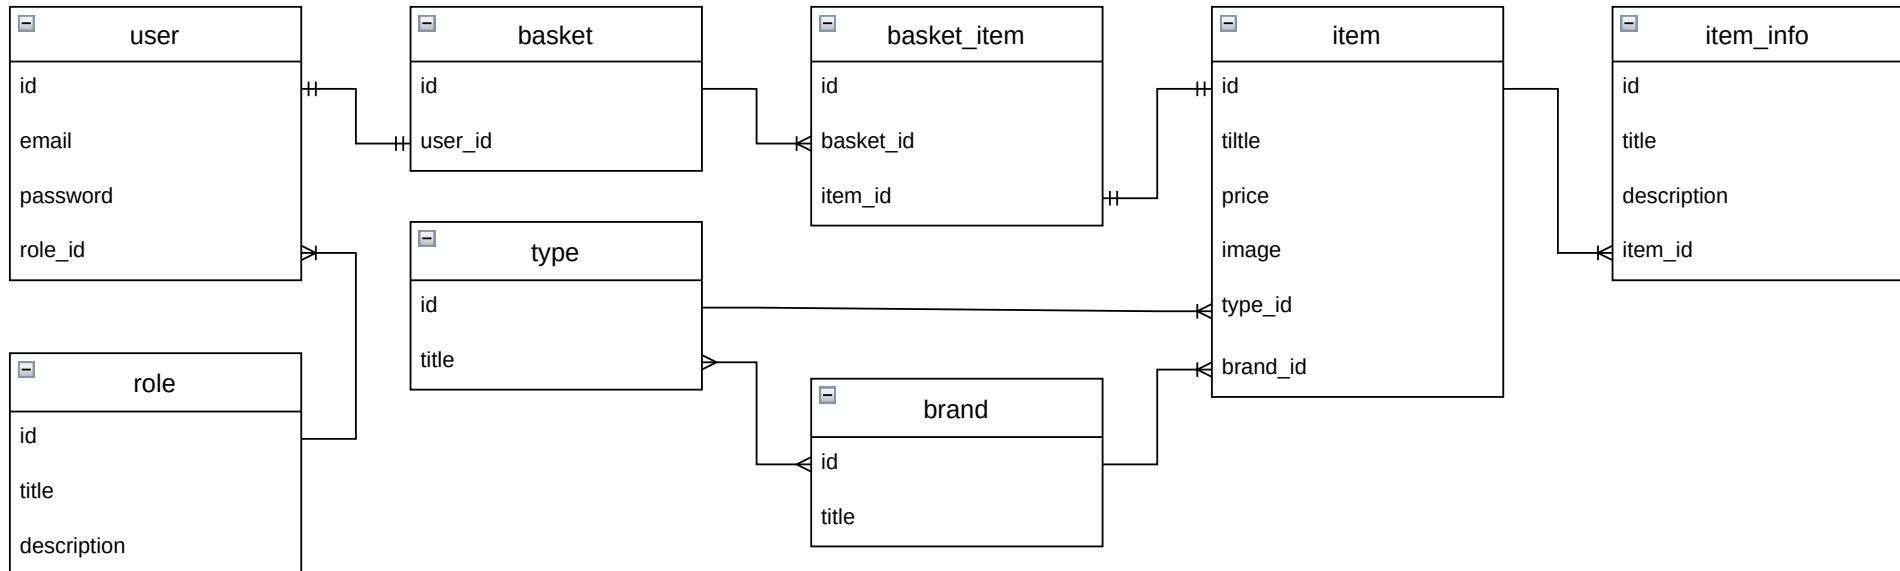 user
id
email
password
role_id
role
id
title
description
basket
id
user_id
type
id
title
basket_item
id
basket_id
item_id
brand
id
title
item
id
tiltle
price
image
type_id
brand_id
item_info
id
title
description
item_id